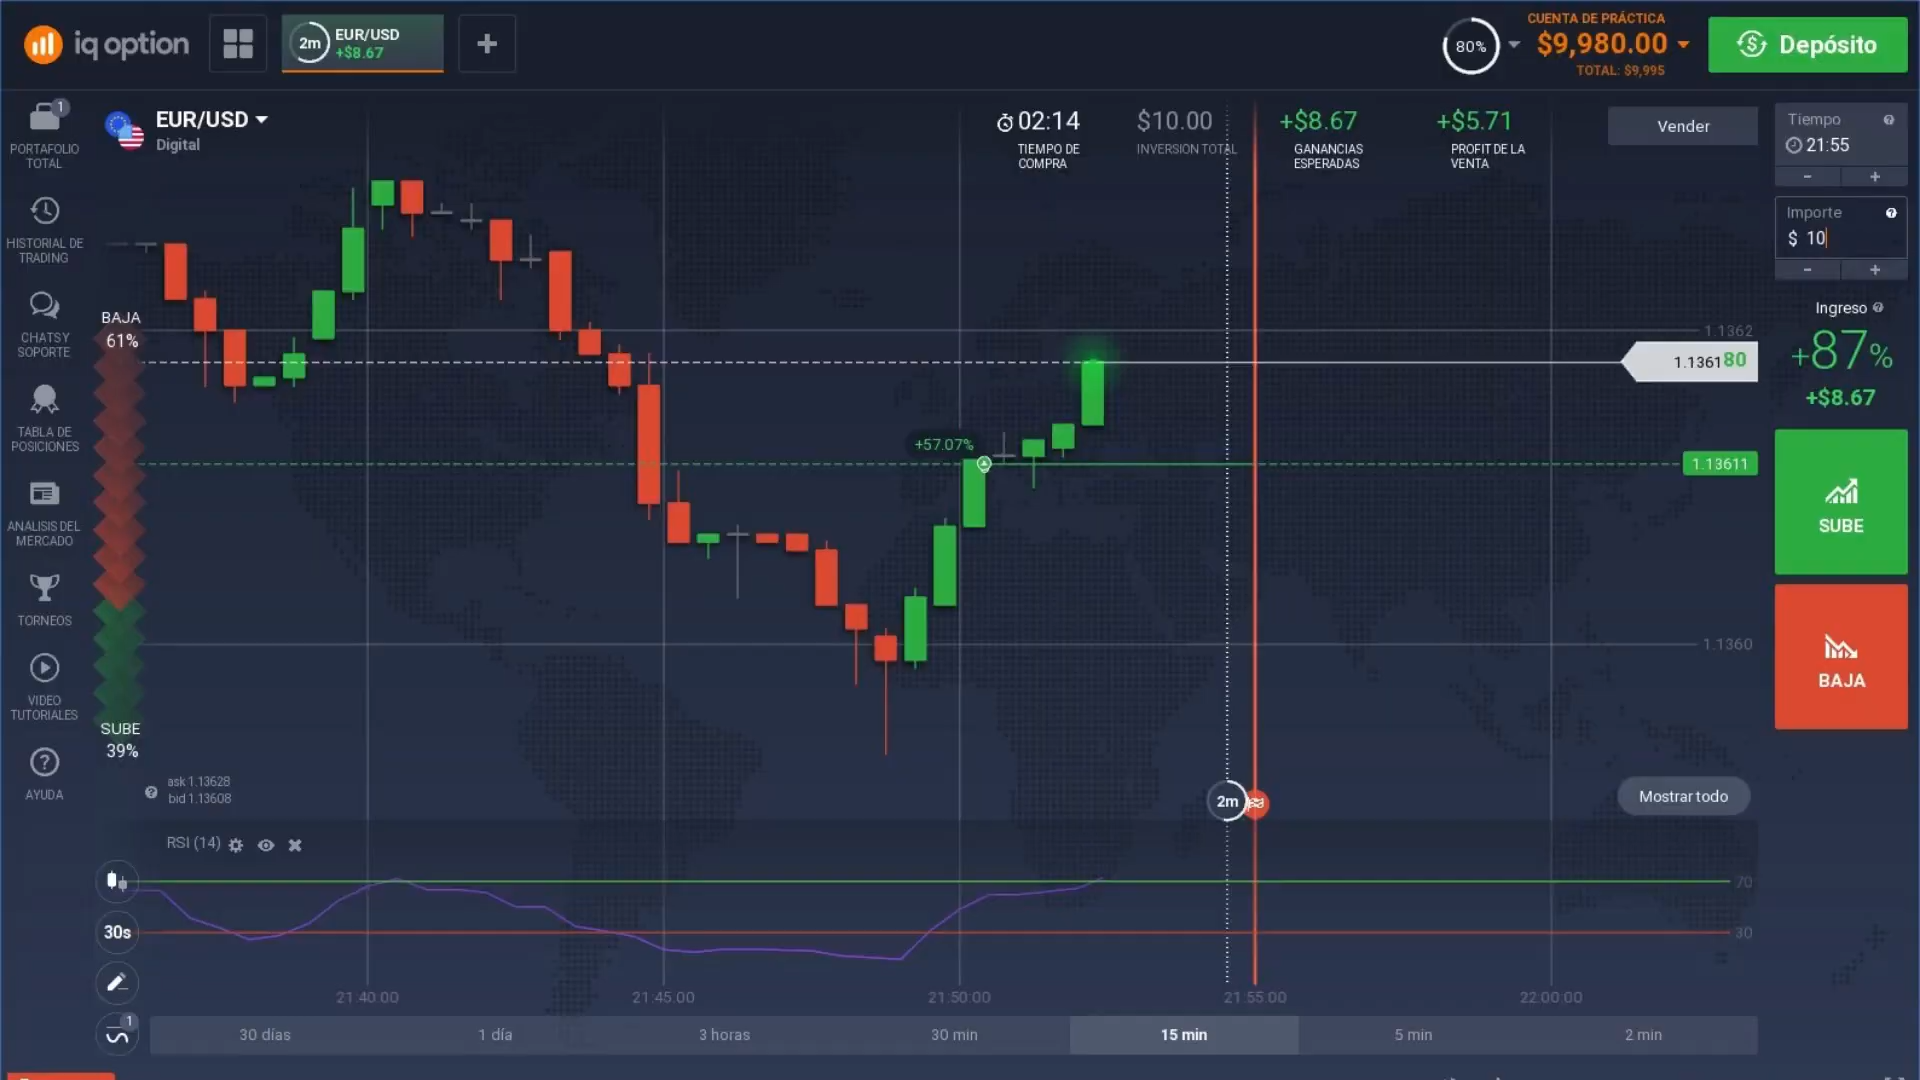 iq option
2m
EUR/USD
+$8.67
+
80%
CUENTA DE PRÁCTICA
$9,980.00
TOTAL: $9,995
Depósito
1
PORTAFOLIO
TOTAL
HISTORIAL DE
TRADING
CHATS Y
SOPORTE
TABLA DE
POSICIONES
ANÁLISIS DEL
MERCADO
TORNEOS
VIDEO
TUTORIALES
AYUDA
EUR/USD
Digital
02:14
TIEMPO DE
COMPRA
$10.00
INVERSION TOTAL
+$8.67
GANANCIAS
ESPERADAS
+$5.71
PROFIT DE LA
VENTA
Vender
Tiempo
21:55
- +
Importe
$ 10
- +
Ingreso
+87%
+$8.67
SUBE
BAJA
BAJA
61%
1.1362
1.136180
+57.07%
1.13611
1.1360
SUBE
39%
ask 1.13628
bid 1.13608
2m
Mostrar todo
RSI (14)
70
30s
30
21:40:00 21:45:00 21:50:00 21:55:00 22:00:00
1
30 días 1 día 3 horas 30 min 15 min 5 min 2 min